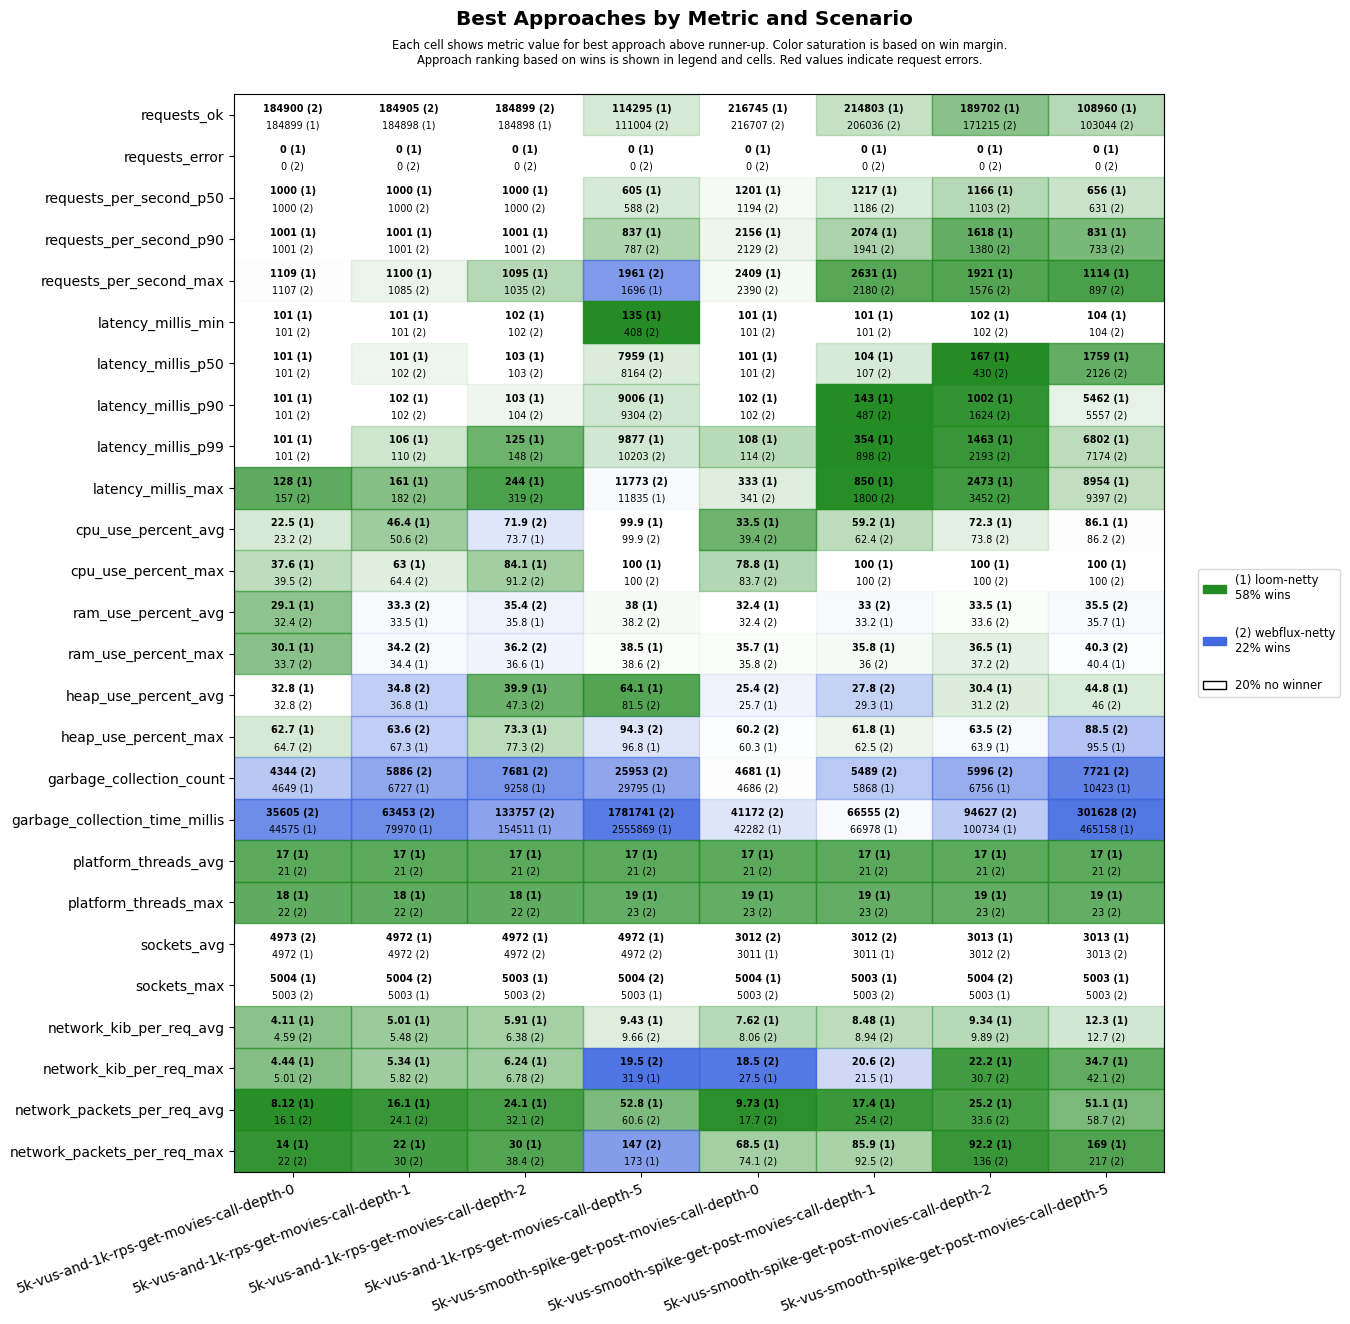 Best Approaches by Metric and Scenario
Each cell shows metric value for best approach above runner-up. Color saturation is based on win margin.
Approach ranking based on wins is shown in legend and cells. Red values indicate request errors.
requests_ok
184900 (2) 184905 (2) 184899 (2) 114295 (1) 216745 (1) 214803 (1) 189702 (1) 108960 (1)
184899 (1) 184898 (1) 184898 (1) 111004 (2) 216707 (2) 206036 (2) 171215 (2) 103044 (2)
requests_error
0 (1) 0 (1) 0 (1) 0 (1) 0 (1) 0 (1) 0 (1) 0 (1)
0 (2) 0 (2) 0 (2) 0 (2) 0 (2) 0 (2) 0 (2) 0 (2)
requests_per_second_p50
1000 (1) 1000 (1) 1000 (1) 605 (1) 1201 (1) 1217 (1) 1166 (1) 656 (1)
1000 (2) 1000 (2) 1000 (2) 588 (2) 1194 (2) 1186 (2) 1103 (2) 631 (2)
requests_per_second_p90
1001 (1) 1001 (1) 1001 (1) 837 (1) 2156 (1) 2074 (1) 1618 (1) 831 (1)
1001 (2) 1001 (2) 1001 (2) 787 (2) 2129 (2) 1941 (2) 1380 (2) 733 (2)
requests_per_second_max
1109 (1) 1100 (1) 1095 (1) 1961 (2) 2409 (1) 2631 (1) 1921 (1) 1114 (1)
1107 (2) 1085 (2) 1035 (2) 1696 (1) 2390 (2) 2180 (2) 1576 (2) 897 (2)
latency_millis_min
101 (1) 101 (1) 102 (1) 135 (1) 101 (1) 101 (1) 102 (1) 104 (1)
101 (2) 101 (2) 102 (2) 408 (2) 101 (2) 101 (2) 102 (2) 104 (2)
latency_millis_p50
101 (1) 101 (1) 103 (1) 7959 (1) 101 (1) 104 (1) 167 (1) 1759 (1)
101 (2) 102 (2) 103 (2) 8164 (2) 101 (2) 107 (2) 430 (2) 2126 (2)
latency_millis_p90
101 (1) 102 (1) 103 (1) 9006 (1) 102 (1) 143 (1) 1002 (1) 5462 (1)
101 (2) 102 (2) 104 (2) 9304 (2) 102 (2) 487 (2) 1624 (2) 5557 (2)
latency_millis_p99
101 (1) 106 (1) 125 (1) 9877 (1) 108 (1) 354 (1) 1463 (1) 6802 (1)
101 (2) 110 (2) 148 (2) 10203 (2) 114 (2) 898 (2) 2193 (2) 7174 (2)
latency_millis_max
128 (1) 161 (1) 244 (1) 11773 (2) 333 (1) 850 (1) 2473 (1) 8954 (1)
157 (2) 182 (2) 319 (2) 11835 (1) 341 (2) 1800 (2) 3452 (2) 9397 (2)
cpu_use_percent_avg
22.5 (1) 46.4 (1) 71.9 (2) 99.9 (1) 33.5 (1) 59.2 (1) 72.3 (1) 86.1 (1)
23.2 (2) 50.6 (2) 73.7 (1) 99.9 (2) 39.4 (2) 62.4 (2) 73.8 (2) 86.2 (2)
cpu_use_percent_max
37.6 (1) 63 (1) 84.1 (1) 100 (1) 78.8 (1) 100 (1) 100 (1) 100 (1)
39.5 (2) 64.4 (2) 91.2 (2) 100 (2) 83.7 (2) 100 (2) 100 (2) 100 (2)
ram_use_percent_avg
29.1 (1) 33.3 (2) 35.4 (2) 38 (1) 32.4 (1) 33 (2) 33.5 (1) 35.5 (2)
32.4 (2) 33.5 (1) 35.8 (1) 38.2 (2) 32.4 (2) 33.2 (1) 33.6 (2) 35.7 (1)
ram_use_percent_max
30.1 (1) 34.2 (2) 36.2 (2) 38.5 (1) 35.7 (1) 35.8 (1) 36.5 (1) 40.3 (2)
33.7 (2) 34.4 (1) 36.6 (1) 38.6 (2) 35.8 (2) 36 (2) 37.2 (2) 40.4 (1)
heap_use_percent_avg
32.8 (1) 34.8 (2) 39.9 (1) 64.1 (1) 25.4 (2) 27.8 (2) 30.4 (1) 44.8 (1)
32.8 (2) 36.8 (1) 47.3 (2) 81.5 (2) 25.7 (1) 29.3 (1) 31.2 (2) 46 (2)
heap_use_percent_max
62.7 (1) 63.6 (2) 73.3 (1) 94.3 (2) 60.2 (2) 61.8 (1) 63.5 (2) 88.5 (2)
64.7 (2) 67.3 (1) 77.3 (2) 96.8 (1) 60.3 (1) 62.5 (2) 63.9 (1) 95.5 (1)
garbage_collection_count
4344 (2) 5886 (2) 7681 (2) 25953 (2) 4681 (1) 5489 (2) 5996 (2) 7721 (2)
4649 (1) 6727 (1) 9258 (1) 29795 (1) 4686 (2) 5868 (1) 6756 (1) 10423 (1)
garbage_collection_time_millis
35605 (2) 63453 (2) 133757 (2) 1781741 (2) 41172 (2) 66555 (2) 94627 (2) 301628 (2)
44575 (1) 79970 (1) 154511 (1) 2555869 (1) 42282 (1) 66978 (1) 100734 (1) 465158 (1)
platform_threads_avg
17 (1) 17 (1) 17 (1) 17 (1) 17 (1) 17 (1) 17 (1) 17 (1)
21 (2) 21 (2) 21 (2) 21 (2) 21 (2) 21 (2) 21 (2) 21 (2)
platform_threads_max
18 (1) 18 (1) 18 (1) 19 (1) 19 (1) 19 (1) 19 (1) 19 (1)
22 (2) 22 (2) 22 (2) 23 (2) 23 (2) 23 (2) 23 (2) 23 (2)
sockets_avg
4973 (2) 4972 (1) 4972 (1) 4972 (1) 3012 (2) 3012 (2) 3013 (1) 3013 (1)
4972 (1) 4972 (2) 4972 (2) 4972 (2) 3011 (1) 3011 (1) 3012 (2) 3013 (2)
sockets_max
5004 (1) 5004 (2) 5003 (1) 5004 (2) 5004 (1) 5003 (1) 5004 (2) 5003 (1)
5003 (2) 5003 (1) 5003 (2) 5003 (1) 5003 (2) 5003 (2) 5003 (1) 5003 (2)
network_kib_per_req_avg
4.11 (1) 5.01 (1) 5.91 (1) 9.43 (1) 7.62 (1) 8.48 (1) 9.34 (1) 12.3 (1)
4.59 (2) 5.48 (2) 6.38 (2) 9.66 (2) 8.06 (2) 8.94 (2) 9.89 (2) 12.7 (2)
network_kib_per_req_max
4.44 (1) 5.34 (1) 6.24 (1) 19.5 (2) 18.5 (2) 20.6 (2) 22.2 (1) 34.7 (1)
5.01 (2) 5.82 (2) 6.78 (2) 31.9 (1) 27.5 (1) 21.5 (1) 30.7 (2) 42.1 (2)
network_packets_per_req_avg
8.12 (1) 16.1 (1) 24.1 (1) 52.8 (1) 9.73 (1) 17.4 (1) 25.2 (1) 51.1 (1)
16.1 (2) 24.1 (2) 32.1 (2) 60.6 (2) 17.7 (2) 25.4 (2) 33.6 (2) 58.7 (2)
network_packets_per_req_max
14 (1) 22 (1) 30 (1) 147 (2) 68.5 (1) 85.9 (1) 92.2 (1) 169 (1)
22 (2) 30 (2) 38.4 (2) 173 (1) 74.1 (2) 92.5 (2) 136 (2) 217 (2)
5k-vus-and-1k-rps-get-movies-call-depth-0
5k-vus-and-1k-rps-get-movies-call-depth-1
5k-vus-and-1k-rps-get-movies-call-depth-2
5k-vus-and-1k-rps-get-movies-call-depth-5
5k-vus-smooth-spike-get-post-movies-call-depth-0
5k-vus-smooth-spike-get-post-movies-call-depth-1
5k-vus-smooth-spike-get-post-movies-call-depth-2
5k-vus-smooth-spike-get-post-movies-call-depth-5
(1) loom-netty
58% wins
(2) webflux-netty
22% wins
20% no winner